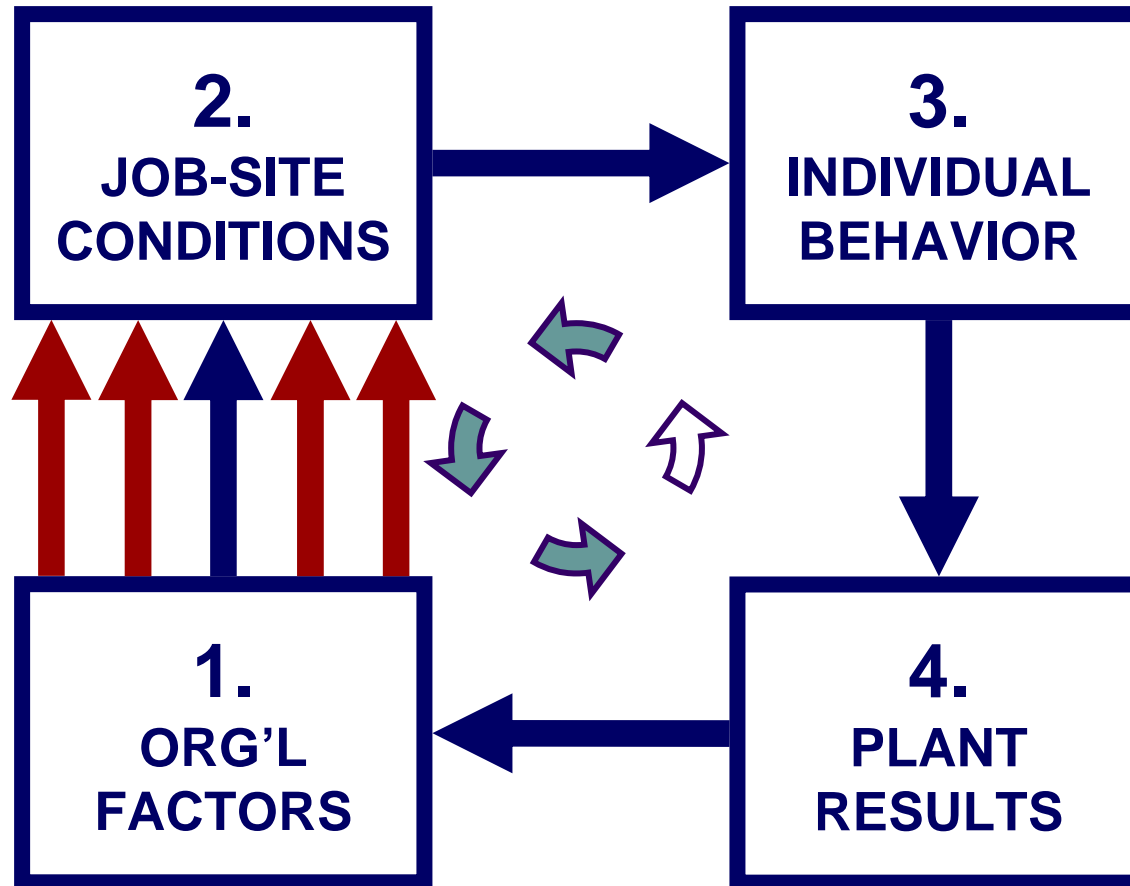 2.
JOB-SITE
CONDITIONS
3.
INDIVIDUAL
BEHAVIOR
1.
ORG’L
FACTORS
4.
PLANT
RESULTS